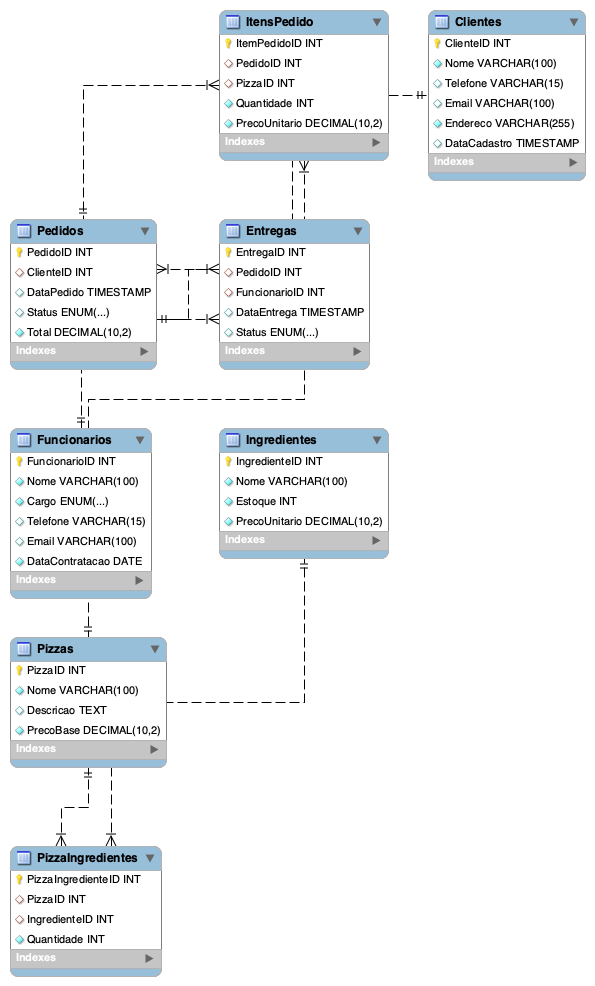 ItensPedido
ItemPedidoID INT
PedidoID INT
PizzaID INT
Quantidade INT
PrecoUnitario DECIMAL(10,2)
Indexes
Clientes
ClienteID INT
Nome VARCHAR(100)
Telefone VARCHAR(15)
Email VARCHAR(100)
Endereco VARCHAR(255)
DataCadastro TIMESTAMP
Indexes
Pedidos
PedidoID INT
ClienteID INT
DataPedido TIMESTAMP
Status ENUM(...)
Total DECIMAL(10,2)
Indexes
Entregas
EntregaID INT
PedidoID INT
FuncionarioID INT
DataEntrega TIMESTAMP
Status ENUM(...)
Indexes
Funcionarios
FuncionarioID INT
Nome VARCHAR(100)
Cargo ENUM(...)
Telefone VARCHAR(15)
Email VARCHAR(100)
DataContratacao DATE
Indexes
Ingredientes
IngredienteID INT
Nome VARCHAR(100)
Estoque INT
PrecoUnitario DECIMAL(10,2)
Indexes
Pizzas
PizzaID INT
Nome VARCHAR(100)
Descricao TEXT
PrecoBase DECIMAL(10,2)
Indexes
PizzaIngredientes
PizzaIngredienteID INT
PizzaID INT
IngredienteID INT
Quantidade INT
Indexes